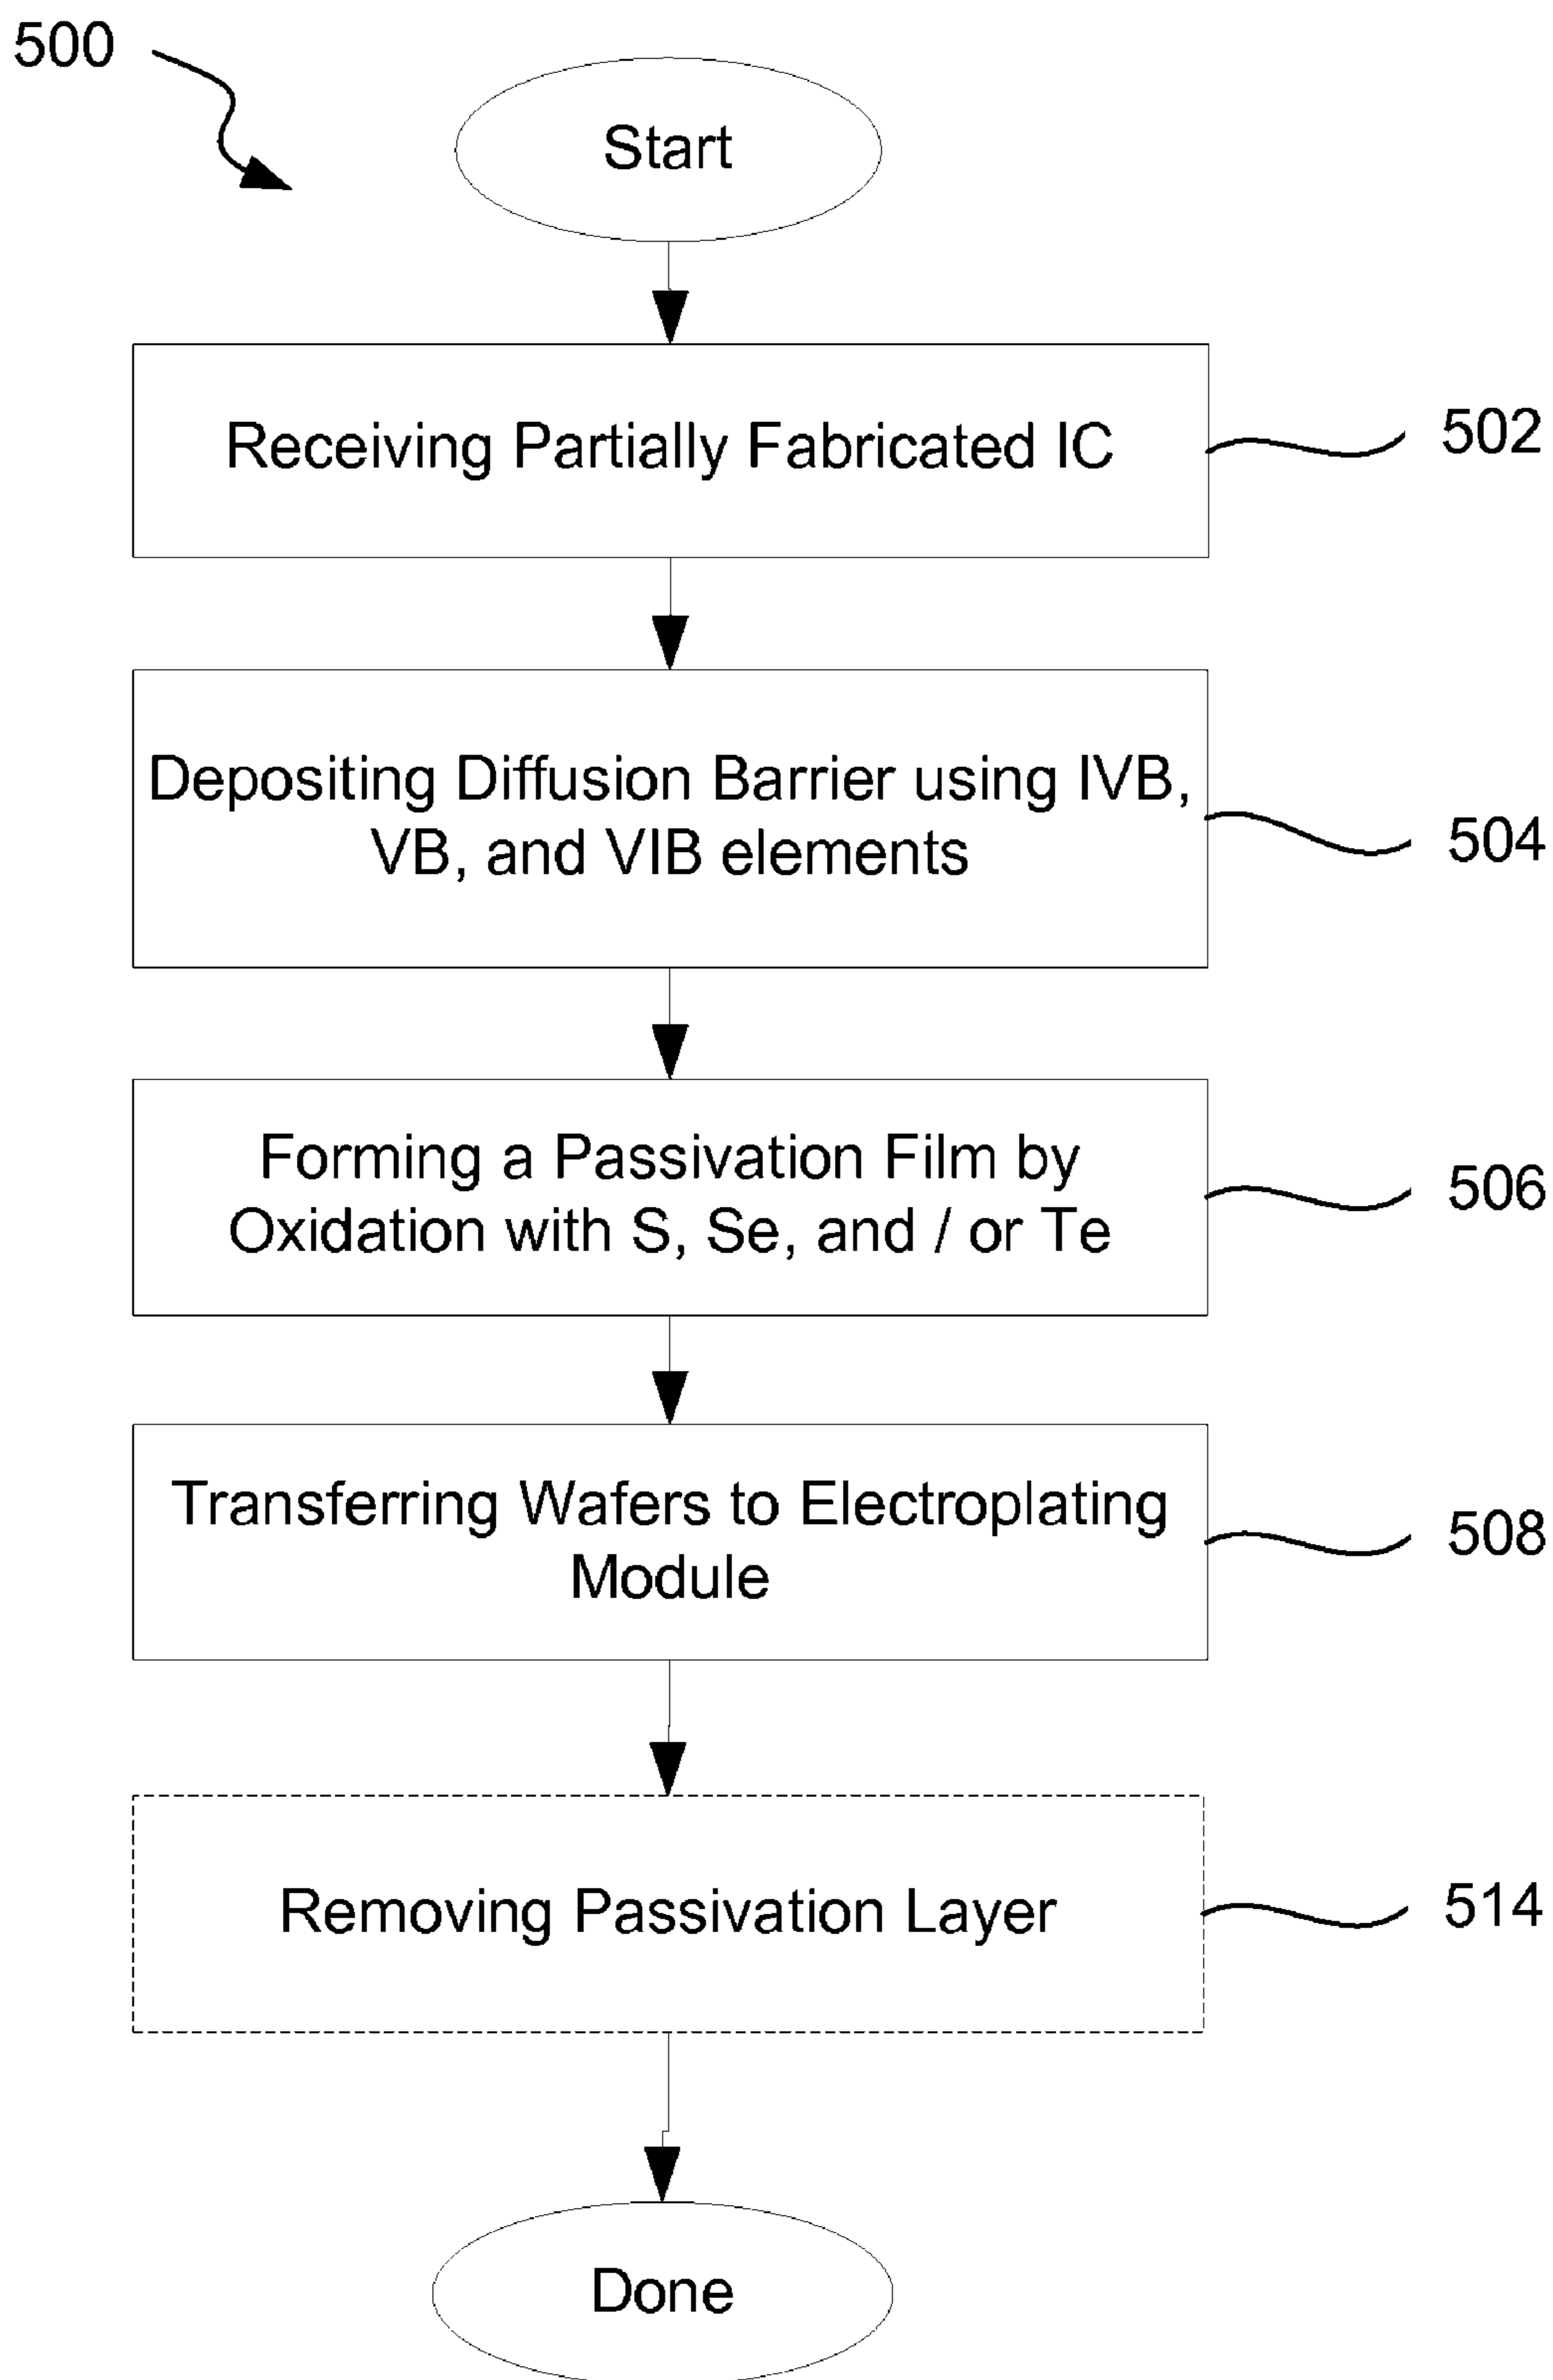 500
Start
Receiving Partially Fabricated IC
502
Depositing Diffusion Barrier using IVB,
VB, and VIB elements
504
Forming a Passivation Film by
Oxidation with S, Se, and / or Te
506
Transferring Wafers to Electroplating
Module
508
Removing Passivation Layer
514
Done